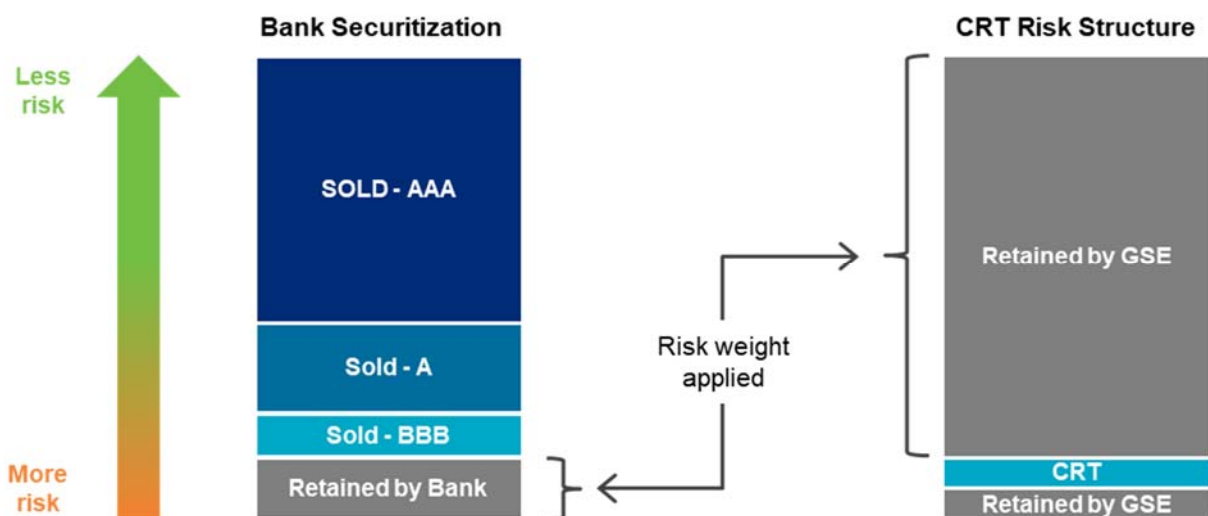 Bank Securitization
CRT Risk Structure
Less
risk
SOLD - AAA
Retained by GSE
Risk weight
applied
Sold - A
Sold - BBB
More
risk
Retained by Bank
CRT
Retained by GSE